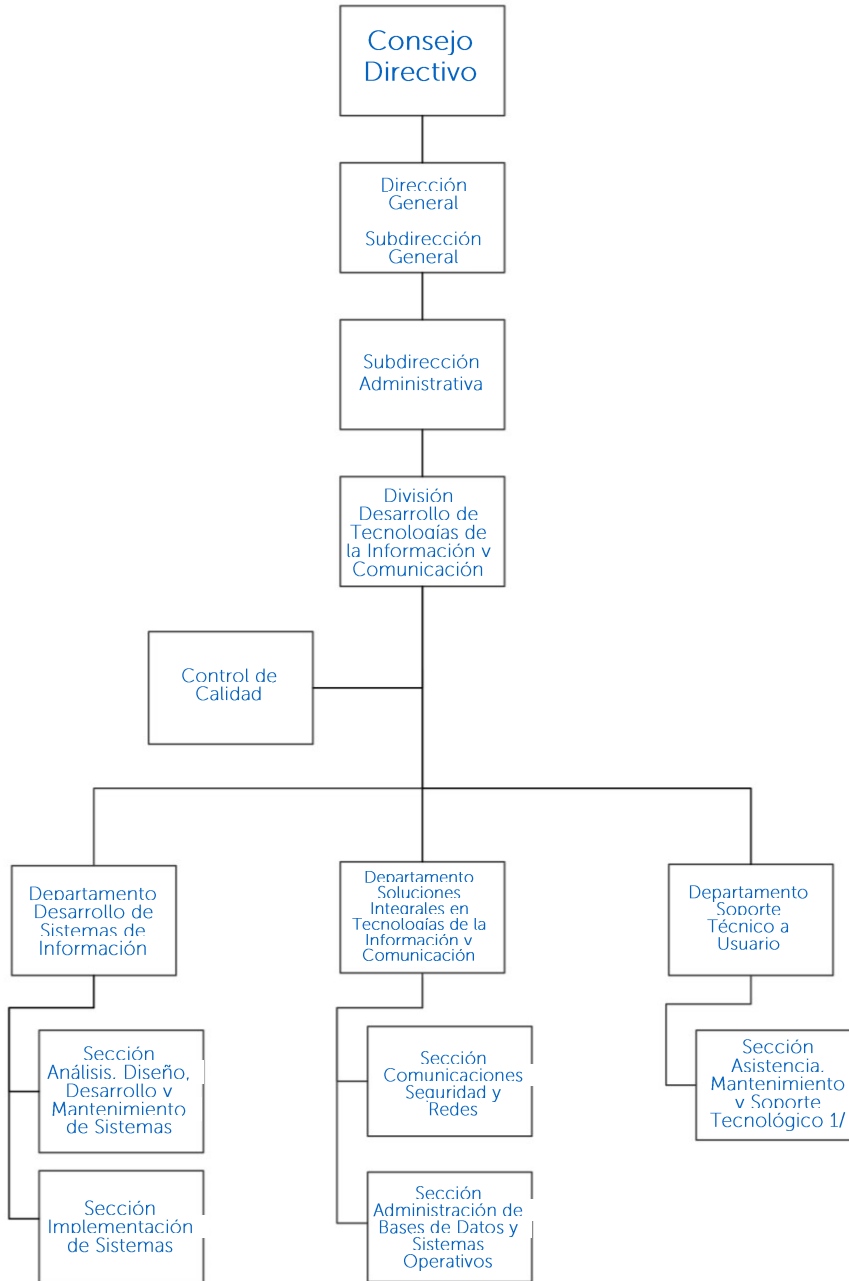 Consejo
Directivo
Dirección
General
Subdirección
General
Subdirección
Administrativa
División
Desarrollo de
Tecnologías de
la Información y
Comunicación
Control de
Calidad
Departamento
Desarrollo de
Sistemas de
Información
Departamento
Soluciones
Integrales en
Tecnologías de la
Información y
Comunicación
Departamento
Soporte
Técnico a
Usuario
Sección
Análisis, Diseño,
Desarrollo y
Mantenimiento
de Sistemas
Sección
Comunicaciones
Seguridad y
Redes
Sección
Asistencia,
Mantenimiento
y Soporte
Tecnológico 1/
Sección
Implementación
de Sistemas
Sección
Administración de
Bases de Datos y
Sistemas
Operativos